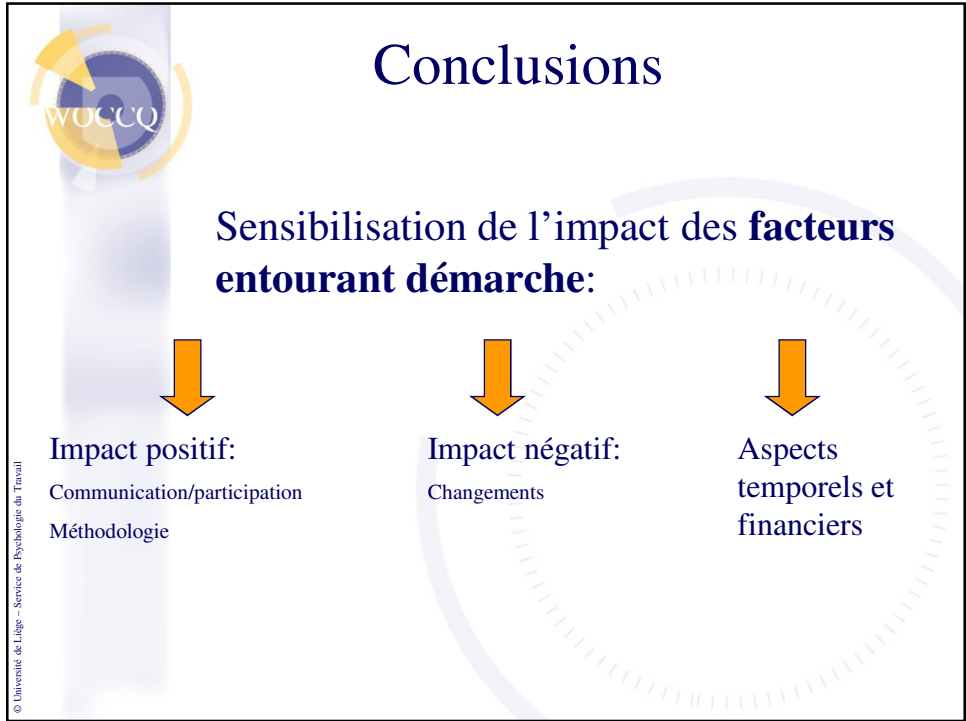 WOCCQ
Conclusions
Sensibilisation de l’impact des facteurs
entourant démarche:
Impact positif:
Communication/participation
Méthodologie
Impact négatif:
Changements
Aspects
temporels et
financiers
© Université de Liège – Service de Psychologie du Travail